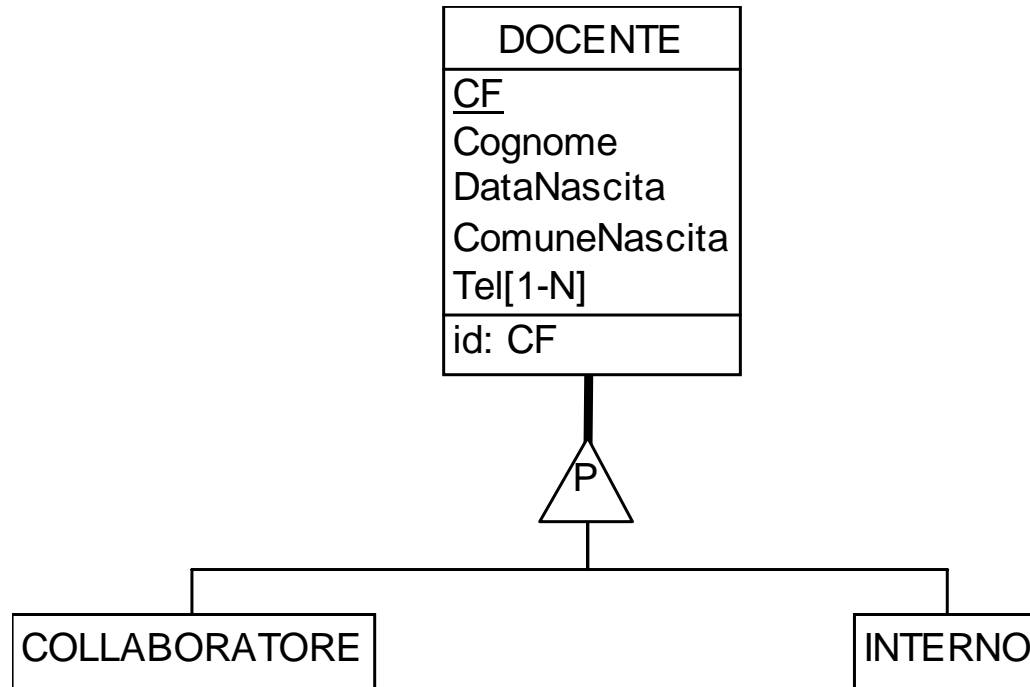 DOCENTE
CF
Cognome
DataNascita
ComuneNascita
Tel[1-N]
id: CF
P
COLLABORATORE
INTERNO